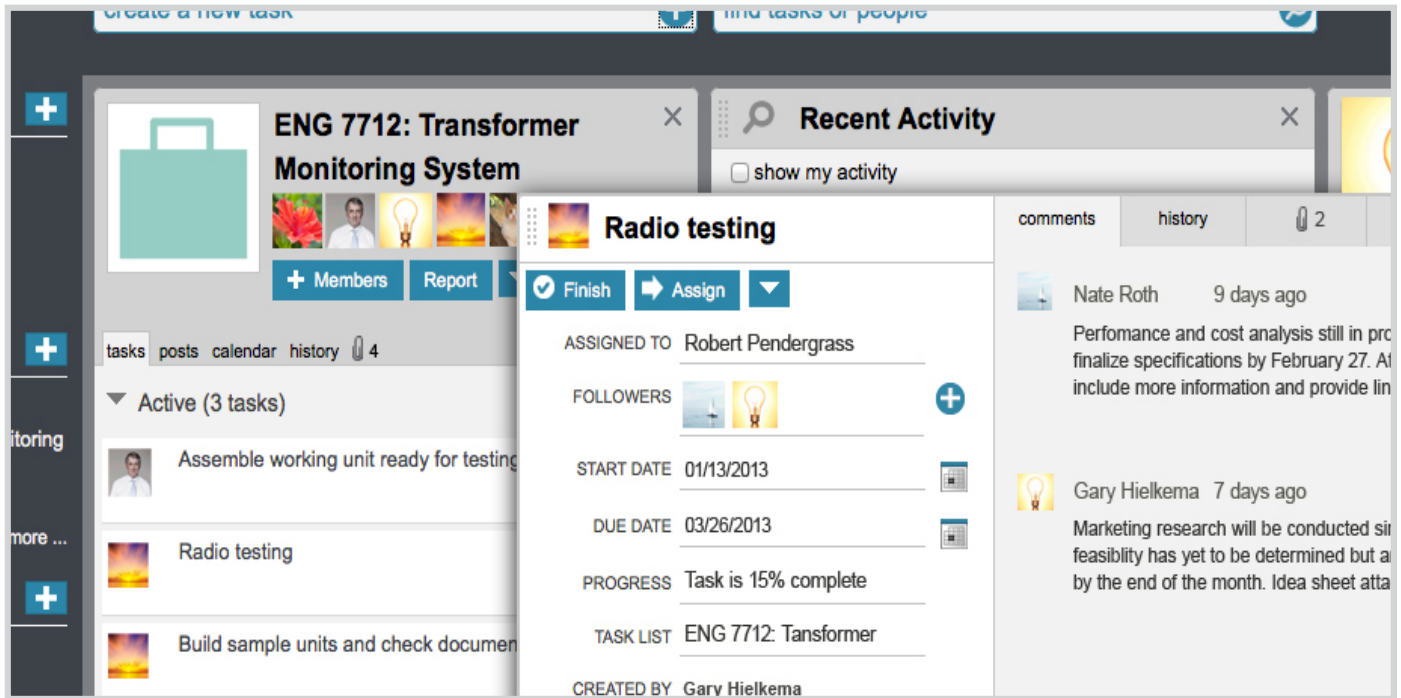 create a new task
find tasks or people
ENG 7712: Transformer
Monitoring System
Members
Report
tasks posts calendar history 4
Active (3 tasks)
Assemble working unit ready for testing
Radio testing
Build sample units and check documen
itoring
more ...
Recent Activity
show my activity
Radio testing
Finish
Assign
ASSIGNED TO Robert Pendergrass
FOLLOWERS
START DATE 01/13/2013
DUE DATE 03/26/2013
PROGRESS Task is 15% complete
TASK LIST ENG 7712: Tansformer
CREATED BY Gary Hielkema
comments history 2
Nate Roth 9 days ago
Perfomance and cost analysis still in pro
finalize specifications by February 27. Af
include more information and provide lin
Gary Hielkema 7 days ago
Marketing research will be conducted sin
feasiblity has yet to be determined but a
by the end of the month. Idea sheet atta